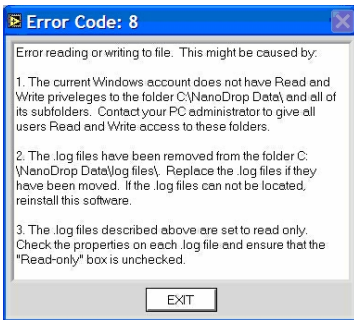 Error Code: 8
Error reading or writing to file. This might be caused by:
1. The current Windows account does not have Read and
Write priveleges to the folder C:\NanoDrop Data\ and all of
its subfolders. Contact your PC administrator to give all
users Read and Write access to these folders.
2. The .log files have been removed from the folder C:
\NanoDrop Data\log files\. Replace the .log files if they
have been moved. If the .log files can not be located,
reinstall this software.
3. The .log files described above are set to read only.
Check the properties on each .log file and ensure that the
"Read-only" box is unchecked.
EXIT